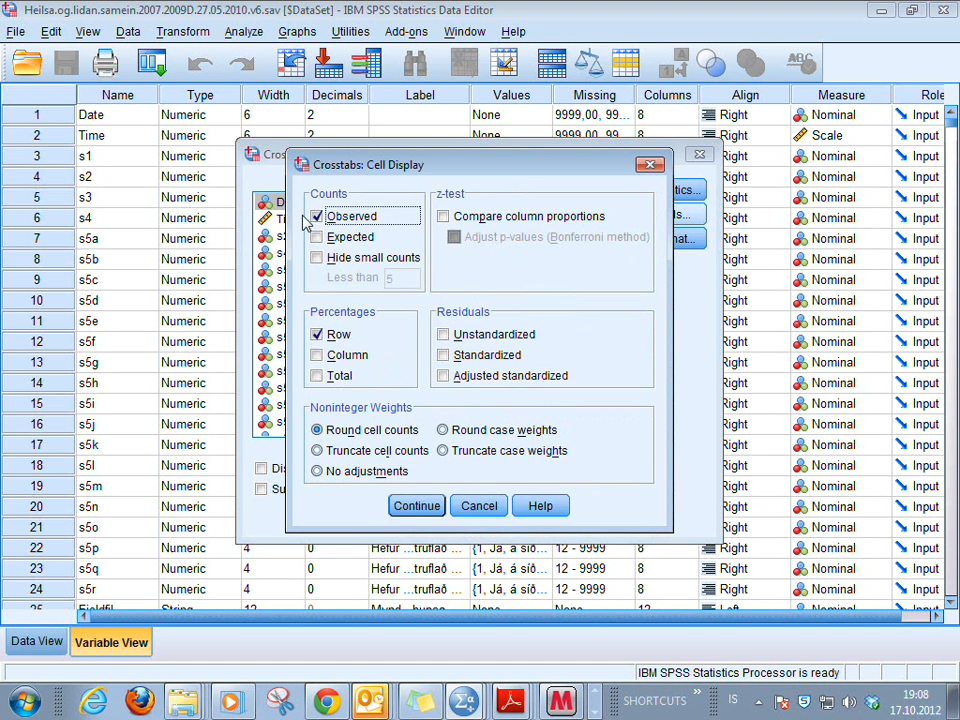 Heilsa.og.lidan.samein.2007.2009D.27.05.2010.v6.sav [$DataSet] - IBM SPSS Statistics Data Editor
File Edit View Data Transform Analyze Graphs Utilities Add-ons Window Help
Name Type Width Decimals Label Values Missing Columns Align Measure Role
1 Date Numeric 6 2 None 9999,00, 99... 8 Right Nominal Input
2 Time Numeric 6 2 None 9999,00, 99... 8 Right Scale Input
3 s1 Numeric Right Nominal Input
4 s2 Numeric Right Nominal Input
5 s3 Numeric Right Nominal Input
6 s4 Numeric Right Nominal Input
7 s5a Numeric Right Nominal Input
8 s5b Numeric Right Nominal Input
9 s5c Numeric Right Nominal Input
10 s5d Numeric Right Nominal Input
11 s5e Numeric Right Nominal Input
12 s5f Numeric Right Nominal Input
13 s5g Numeric Right Nominal Input
14 s5h Numeric Right Nominal Input
15 s5i Numeric Right Nominal Input
16 s5j Numeric Right Nominal Input
17 s5k Numeric Right Nominal Input
18 s5l Numeric Right Nominal Input
19 s5m Numeric Right Nominal Input
20 s5n Numeric Right Nominal Input
21 s5o Numeric Right Nominal Input
22 s5p Numeric 4 0 Hefur ...truflað ... {1, Já, á síð... 12 - 9999 8 Right Nominal Input
23 s5q Numeric 4 0 Hefur ...truflað ... {1, Já, á síð... 12 - 9999 8 Right Nominal Input
24 s5r Numeric 4 0 Hefur ...truflað ... {1, Já, á síð... 12 - 9999 8 Right Nominal Input
Crosstabs: Cell Display
Counts
Observed
Expected
Hide small counts
Less than 5
z-test
Compare column proportions
Adjust p-values (Bonferroni method)
Percentages
Row
Column
Total
Residuals
Unstandardized
Standardized
Adjusted standardized
Noninteger Weights
Round cell counts Round case weights
Truncate cell counts Truncate case weights
No adjustments
Continue Cancel Help
Data View Variable View
IBM SPSS Statistics Processor is ready
SHORTCUTS » IS 19:08
17.10.2012